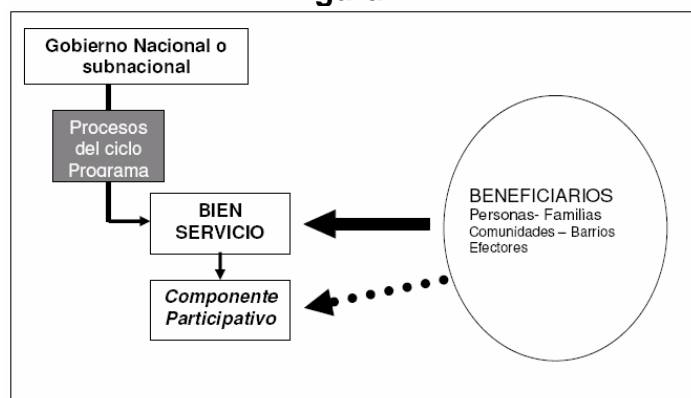 Gobierno Nacional o
subnacional
Procesos
del ciclo
Programa
BIEN
SERVICIO
Componente
Participativo
BENEFICIARIOS
Personas- Familias
Comunidades – Barrios
Efectores